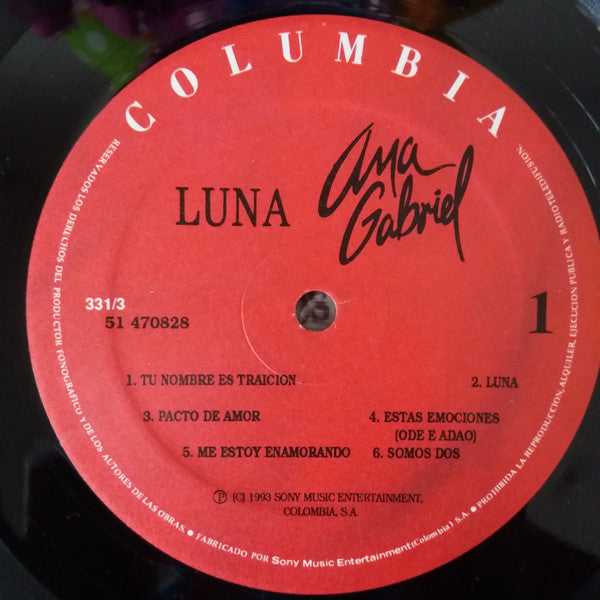 COLUMBIA
LUNA
Ana
Gabriel
331/3
51 470828
1
1. TU NOMBRE ES TRAICION
2. LUNA
3. PACTO DE AMOR
4. ESTAS EMOCIONES
(ODE E ADAO)
5. ME ESTOY ENAMORANDO
6. SOMOS DOS
Ⓟ (C) 1993 SONY MUSIC ENTERTAINMENT,
COLOMBIA, S.A.
RESERVADOS LOS DERECHOS DEL PRODUCTOR FONOGRAFICO Y DE LOS AUTORES DE LAS OBRAS. ● FABRICADO POR Sony Music Entertainment (Colombia) S.A. ● PROHIBIDA LA REPRODUCCION, ALQUILER, EJECUCION PUBLICA Y RADIOTELEDIFUSION.